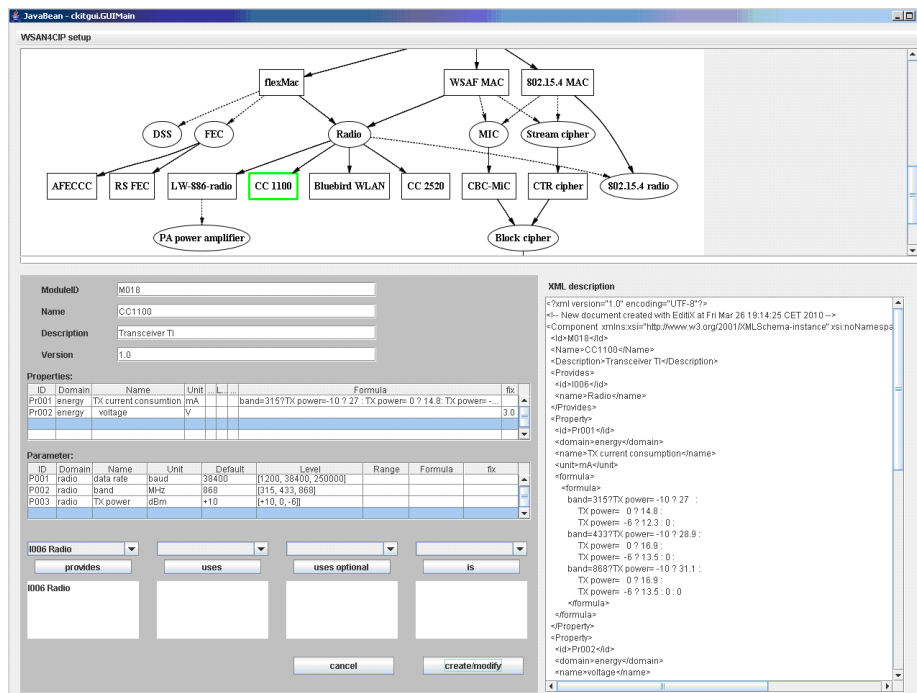 JavaBean - ckitgui.GUIMain
WSAN4CIP setup
flexMac
WSAF MAC
802.15.4 MAC
DSS
FEC
Radio
MIC
Stream cipher
AFECCC
RS FEC
LW-886-radio
CC 1100
Bluebird WLAN
CC 2520
CBC-MiC
CTR cipher
802.15.4 radio
PA power amplifier
Block cipher
ModuleID M018
Name CC1100
Description Transceiver TI
Version 1.0
Properties:
ID Domain Name Unit ... L... ... Formula fix
Pr001 energy TX current consumtion mA band=315?TX power=-10 ? 27 : TX power= 0 ? 14.8: TX power= -...
Pr002 energy voltage V 3.0
Parameter:
ID Domain Name Unit Default Level Range Formula fix
P001 radio data rate baud 38400 [1200, 38400, 250000]
P002 radio band MHz 868 [315, 433, 868]
P003 radio TX power dBm +10 [+10, 0,-6]]
I006 Radio
provides uses uses optional is
I006 Radio
cancel create/modify
XML description
<?xml version="1.0" encoding="UTF-8"?>
<!-- New document created with EditiX at Fri Mar 26 19:14:25 CET 2010 -->
<Component xmlns:xsi="http://www.w3.org/2001/XMLSchema-instance" xsi:noNamespa
<Id>M018</Id>
<Name>CC1100</Name>
<Description>Transceiver TI</Description>
<Provides>
<id>I006</id>
<name>Radio</name>
</Provides>
<Property>
<id>Pr001</id>
<domain>energy</domain>
<name>TX current consumption</name>
<unit>mA</unit>
<formula>
<formula>
band=315?TX power= -10 ? 27 :
TX power= 0 ? 14.8 :
TX power= -6 ? 12.3 : 0 :
band=433?TX power= -10 ? 28.9 :
TX power= 0 ? 16.9 :
TX power= -6 ? 13.5 : 0 :
band=868?TX power= -10 ? 31.1 :
TX power= 0 ? 16.9 :
TX power= -6 ? 13.5 : 0 : 0
</formula>
</formula>
</Property>
<Property>
<id>Pr002</id>
<domain>energy</domain>
<name>voltage</name>